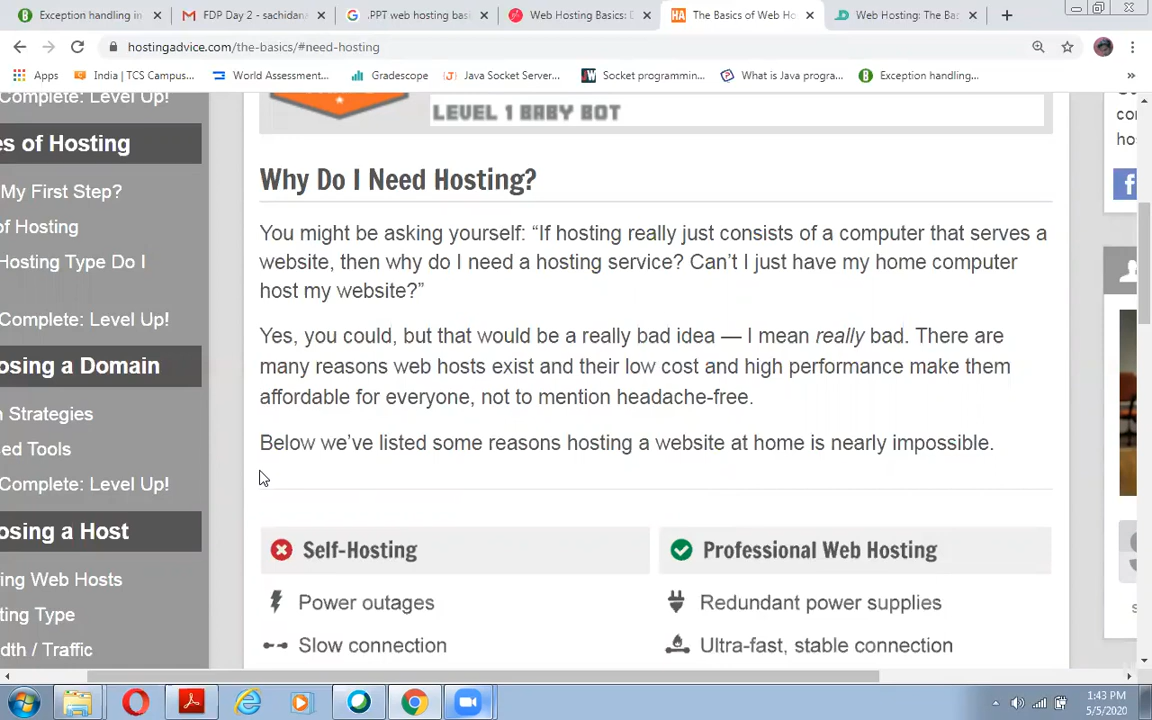 Exception handling in
FDP Day 2 - sachidan
.PPT web hosting bas
Web Hosting Basics: D
The Basics of Web Ho
Web Hosting: The Bas
hostingadvice.com/the-basics/#need-hosting
Apps
India | TCS Campus...
World Assessment...
Gradescope
Java Socket Server...
Socket programmin...
What is Java progra...
Exception handling...
Complete: Level Up!
es of Hosting
My First Step?
of Hosting
Hosting Type Do I
Complete: Level Up!
osing a Domain
n Strategies
ed Tools
Complete: Level Up!
osing a Host
ing Web Hosts
ting Type
dth / Traffic
LEVEL 1 BABY BOT
Why Do I Need Hosting?
You might be asking yourself: “If hosting really just consists of a computer that serves a
website, then why do I need a hosting service? Can’t I just have my home computer
host my website?”
Yes, you could, but that would be a really bad idea — I mean really bad. There are
many reasons web hosts exist and their low cost and high performance make them
affordable for everyone, not to mention headache-free.
Below we’ve listed some reasons hosting a website at home is nearly impossible.
Self-Hosting
Power outages
Slow connection
Professional Web Hosting
Redundant power supplies
Ultra-fast, stable connection
con
hos
1:43 PM
5/5/2020